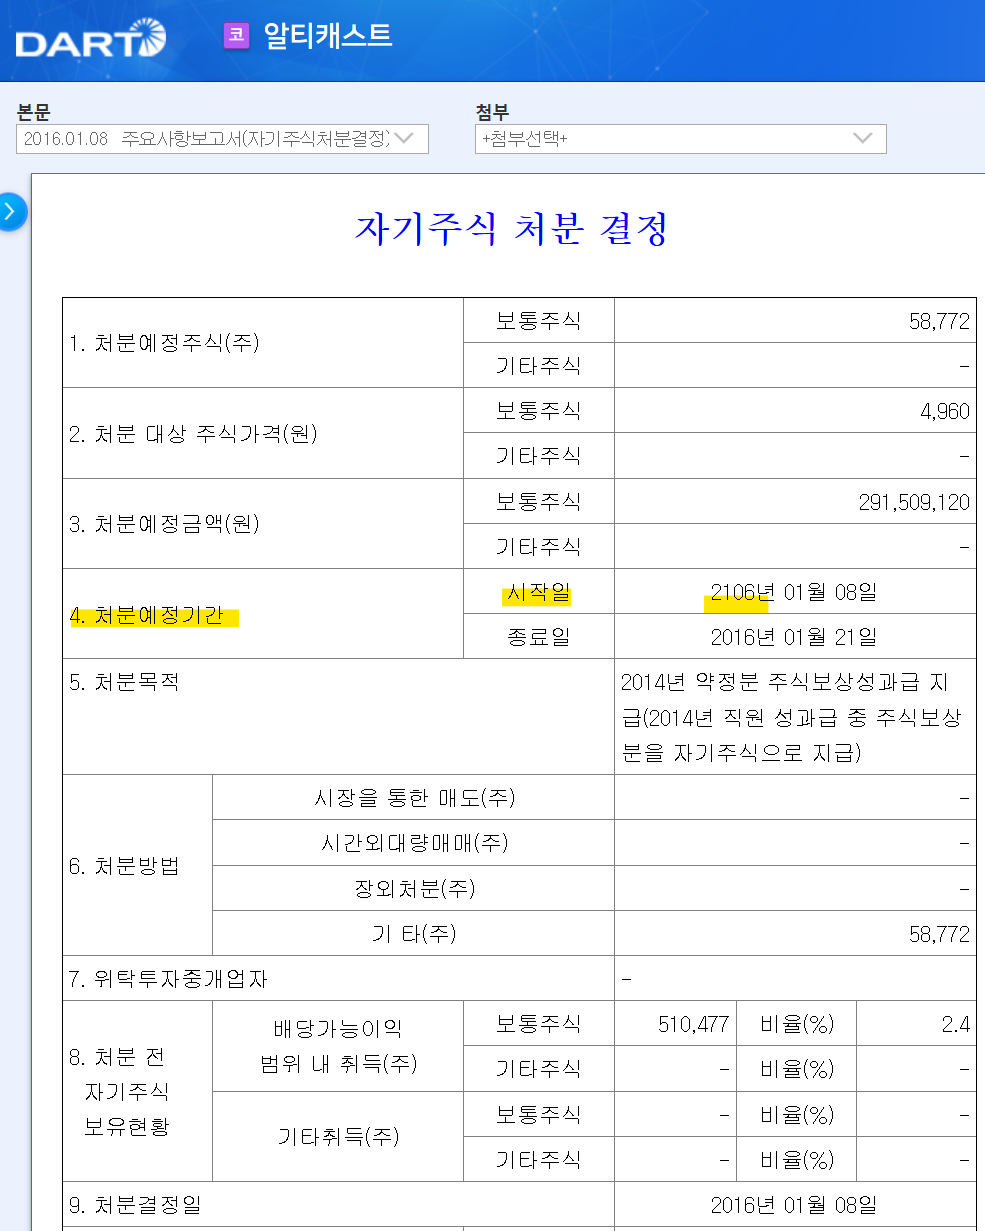 DART 코 알티캐스트
본문 첨부
2016.01.08 주요사항보고서(자기주식처분결정) +첨부선택+
자기주식 처분 결정
1. 처분예정주식(주) 보통주식 58,772
기타주식 -
2. 처분 대상 주식가격(원) 보통주식 4,960
기타주식 -
3. 처분예정금액(원) 보통주식 291,509,120
기타주식 -
4. 처분예정기간 시작일 2106년 01월 08일
종료일 2016년 01월 21일
5. 처분목적 2014년 약정분 주식보상성과급 지
급(2014년 직원 성과급 중 주식보상
분을 자기주식으로 지급)
6. 처분방법 시장을 통한 매도(주) -
시간외대량매매(주) -
장외처분(주) -
기 타(주) 58,772
7. 위탁투자중개업자 -
8. 처분 전
자기주식
보유현황
배당가능이익
범위 내 취득(주)
보통주식 510,477 비율(%) 2.4
기타주식 - 비율(%) -
기타취득(주) 보통주식 - 비율(%) -
기타주식 - 비율(%) -
9. 처분결정일 2016년 01월 08일